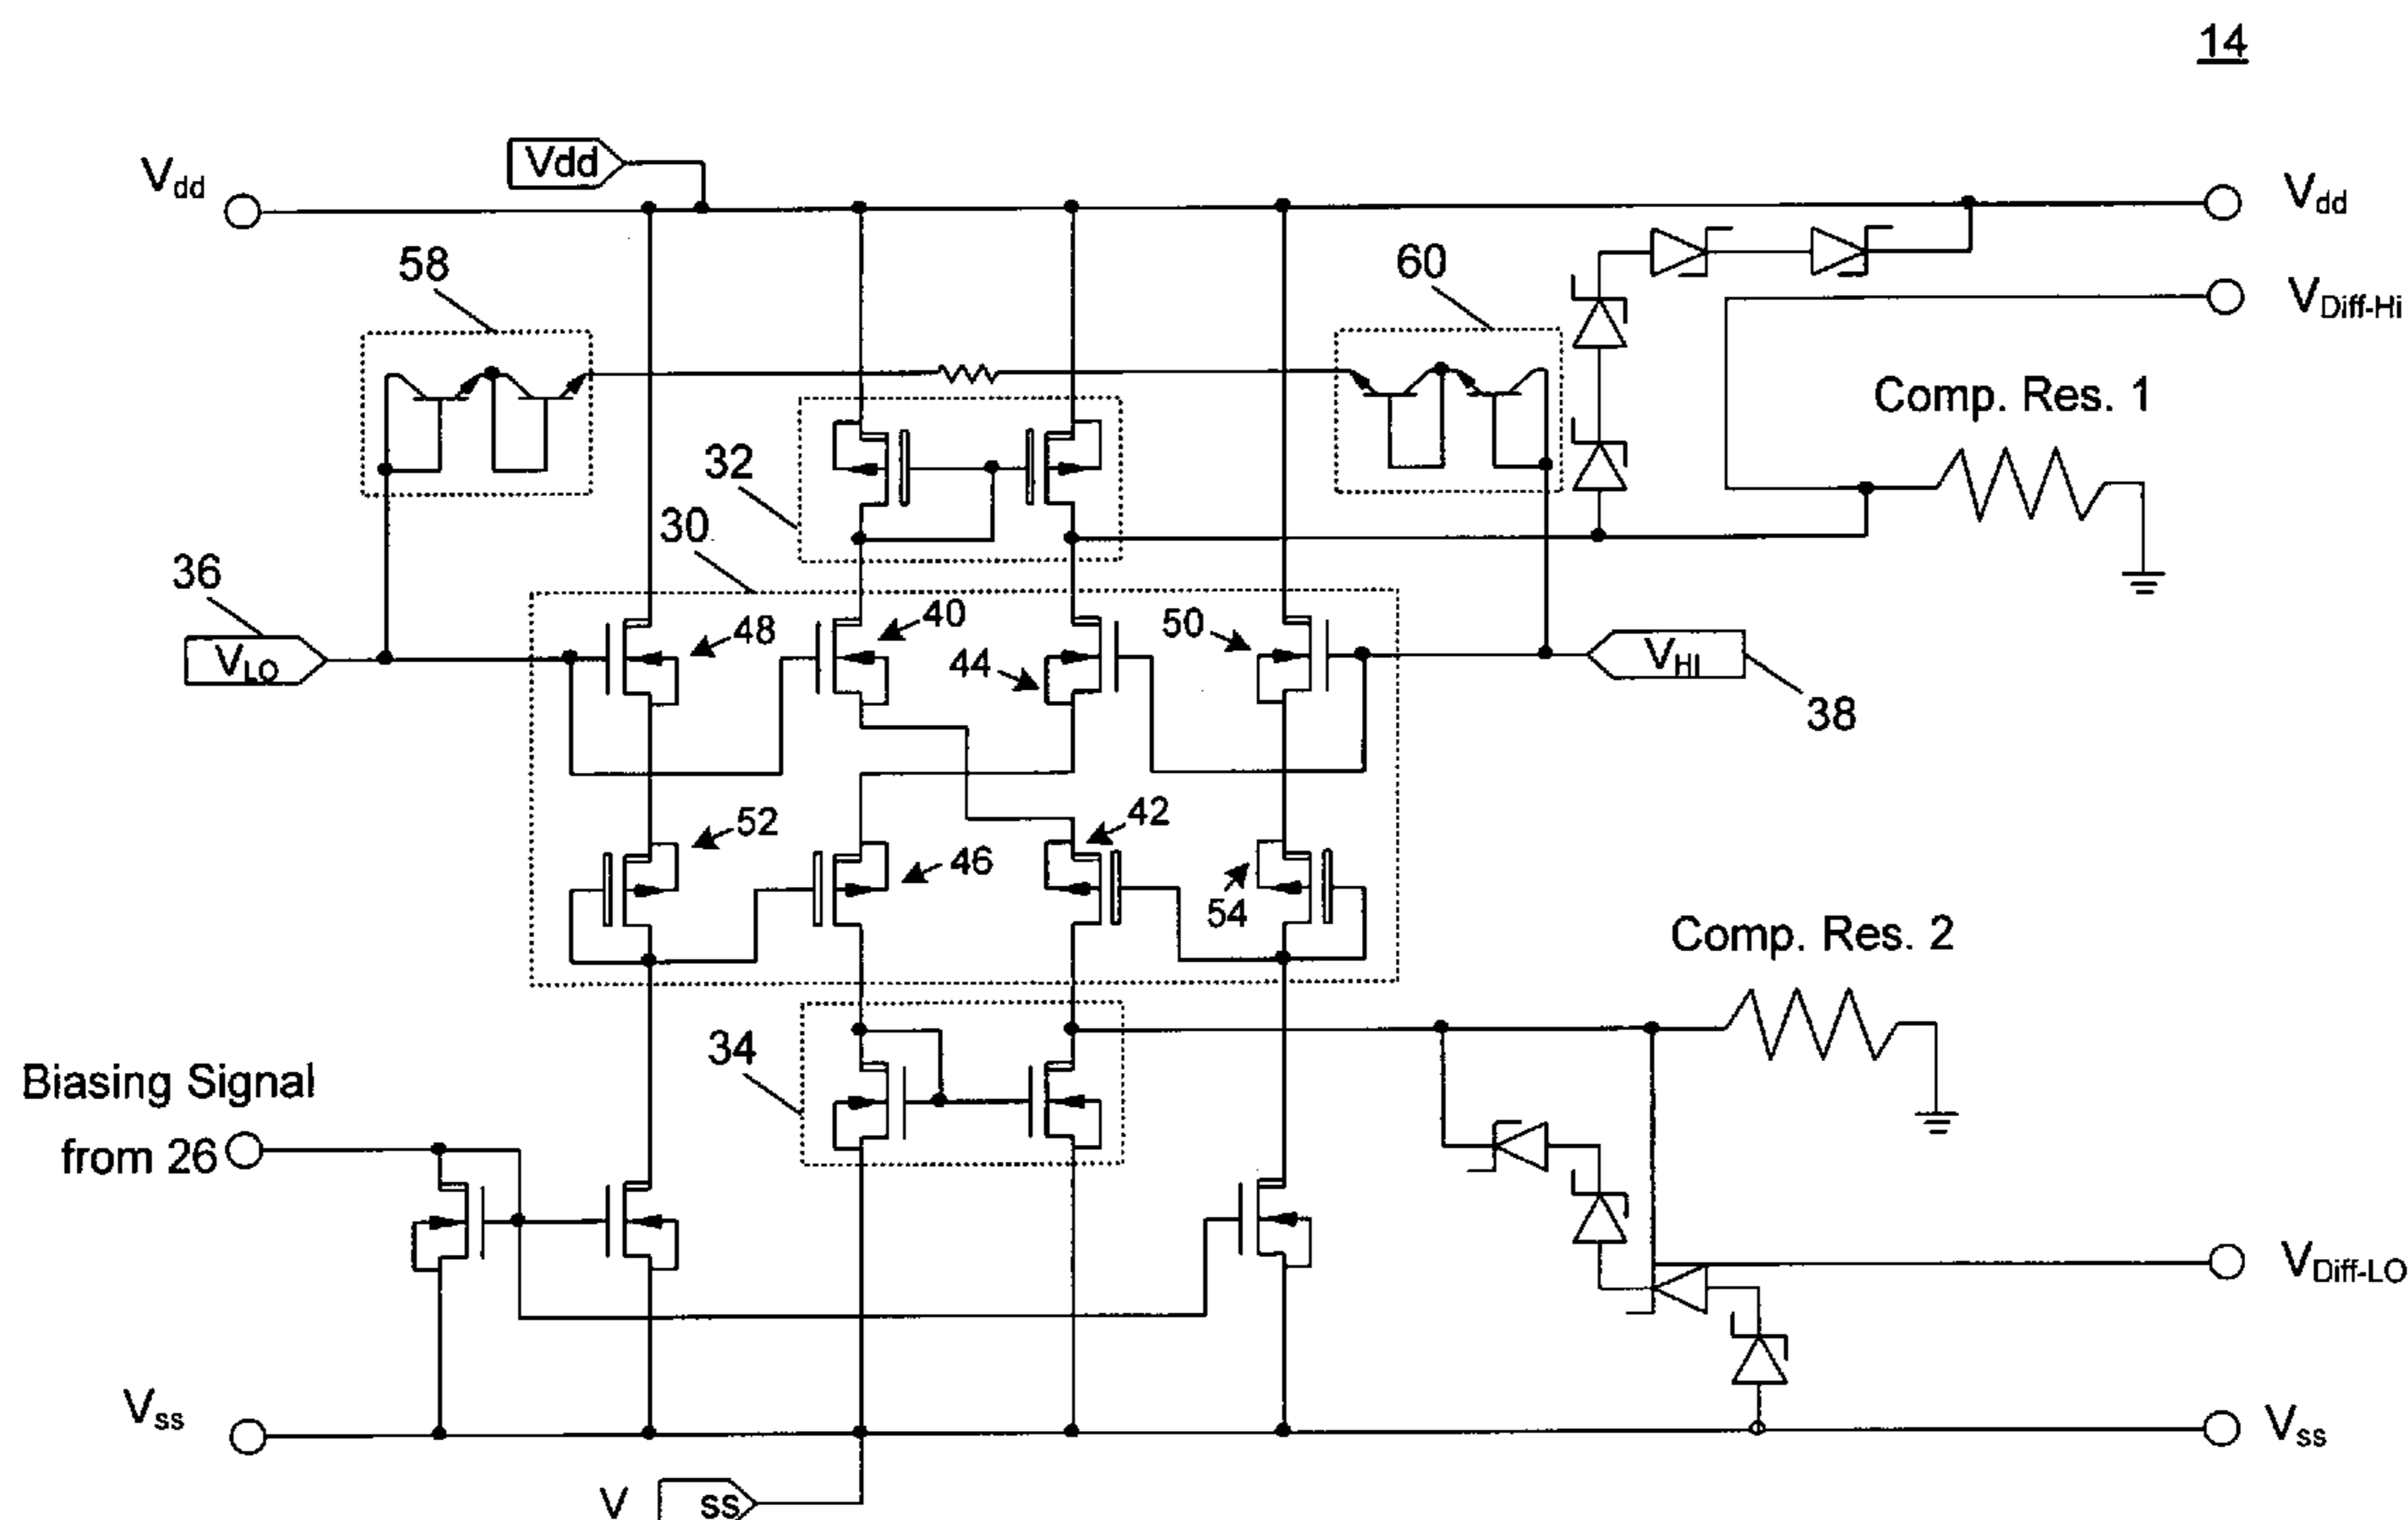 14
Vdd
Vdd
Vdd
58
60
VDiff-Hi
Comp. Res. 1
32
30
36
VLO
48
40
44
50
VHI
38
52
46
42
54
Comp. Res. 2
34
Biasing Signal
from 26
VDiff-LO
Vss
Vss
V ss